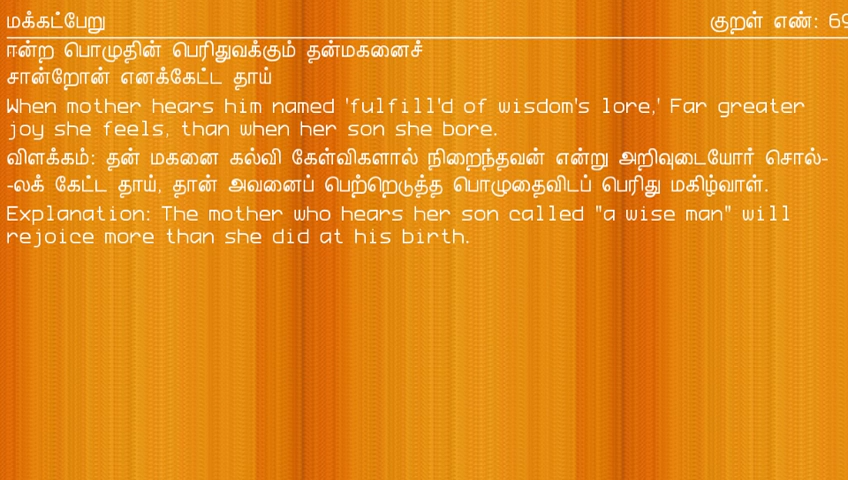 மக்கட்பேறு குறள் எண்: 69
ஈன்ற பொழுதின் பெரிதுவக்கும் தன்மகனைச்
சான்றோன் எனக்கேட்ட தாய்
When mother hears him named 'fulfill'd of wisdom's lore,' Far greater
joy she feels, than when her son she bore.
விளக்கம்: தன் மகனை கல்வி கேள்விகளால் நிறைந்தவன் என்று அறிவுடையோர் சொல்-
-லக் கேட்ட தாய், தான் அவனைப் பெற்றெடுத்த பொழுதைவிடப் பெரிது மகிழ்வாள்.
Explanation: The mother who hears her son called "a wise man" will
rejoice more than she did at his birth.